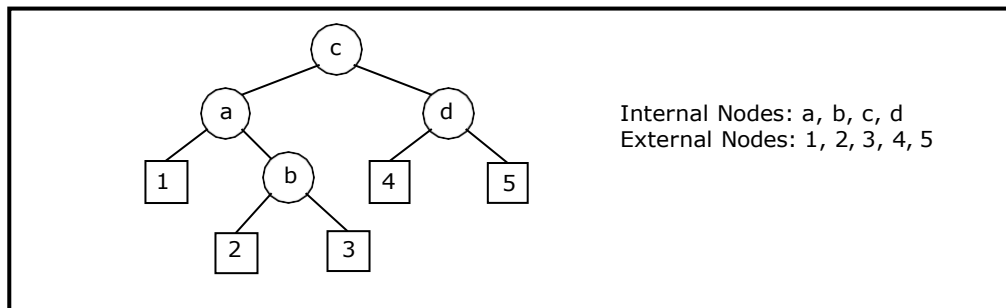 c
a d
Internal Nodes: a, b, c, d
External Nodes: 1, 2, 3, 4, 5
1 b 4 5
2 3